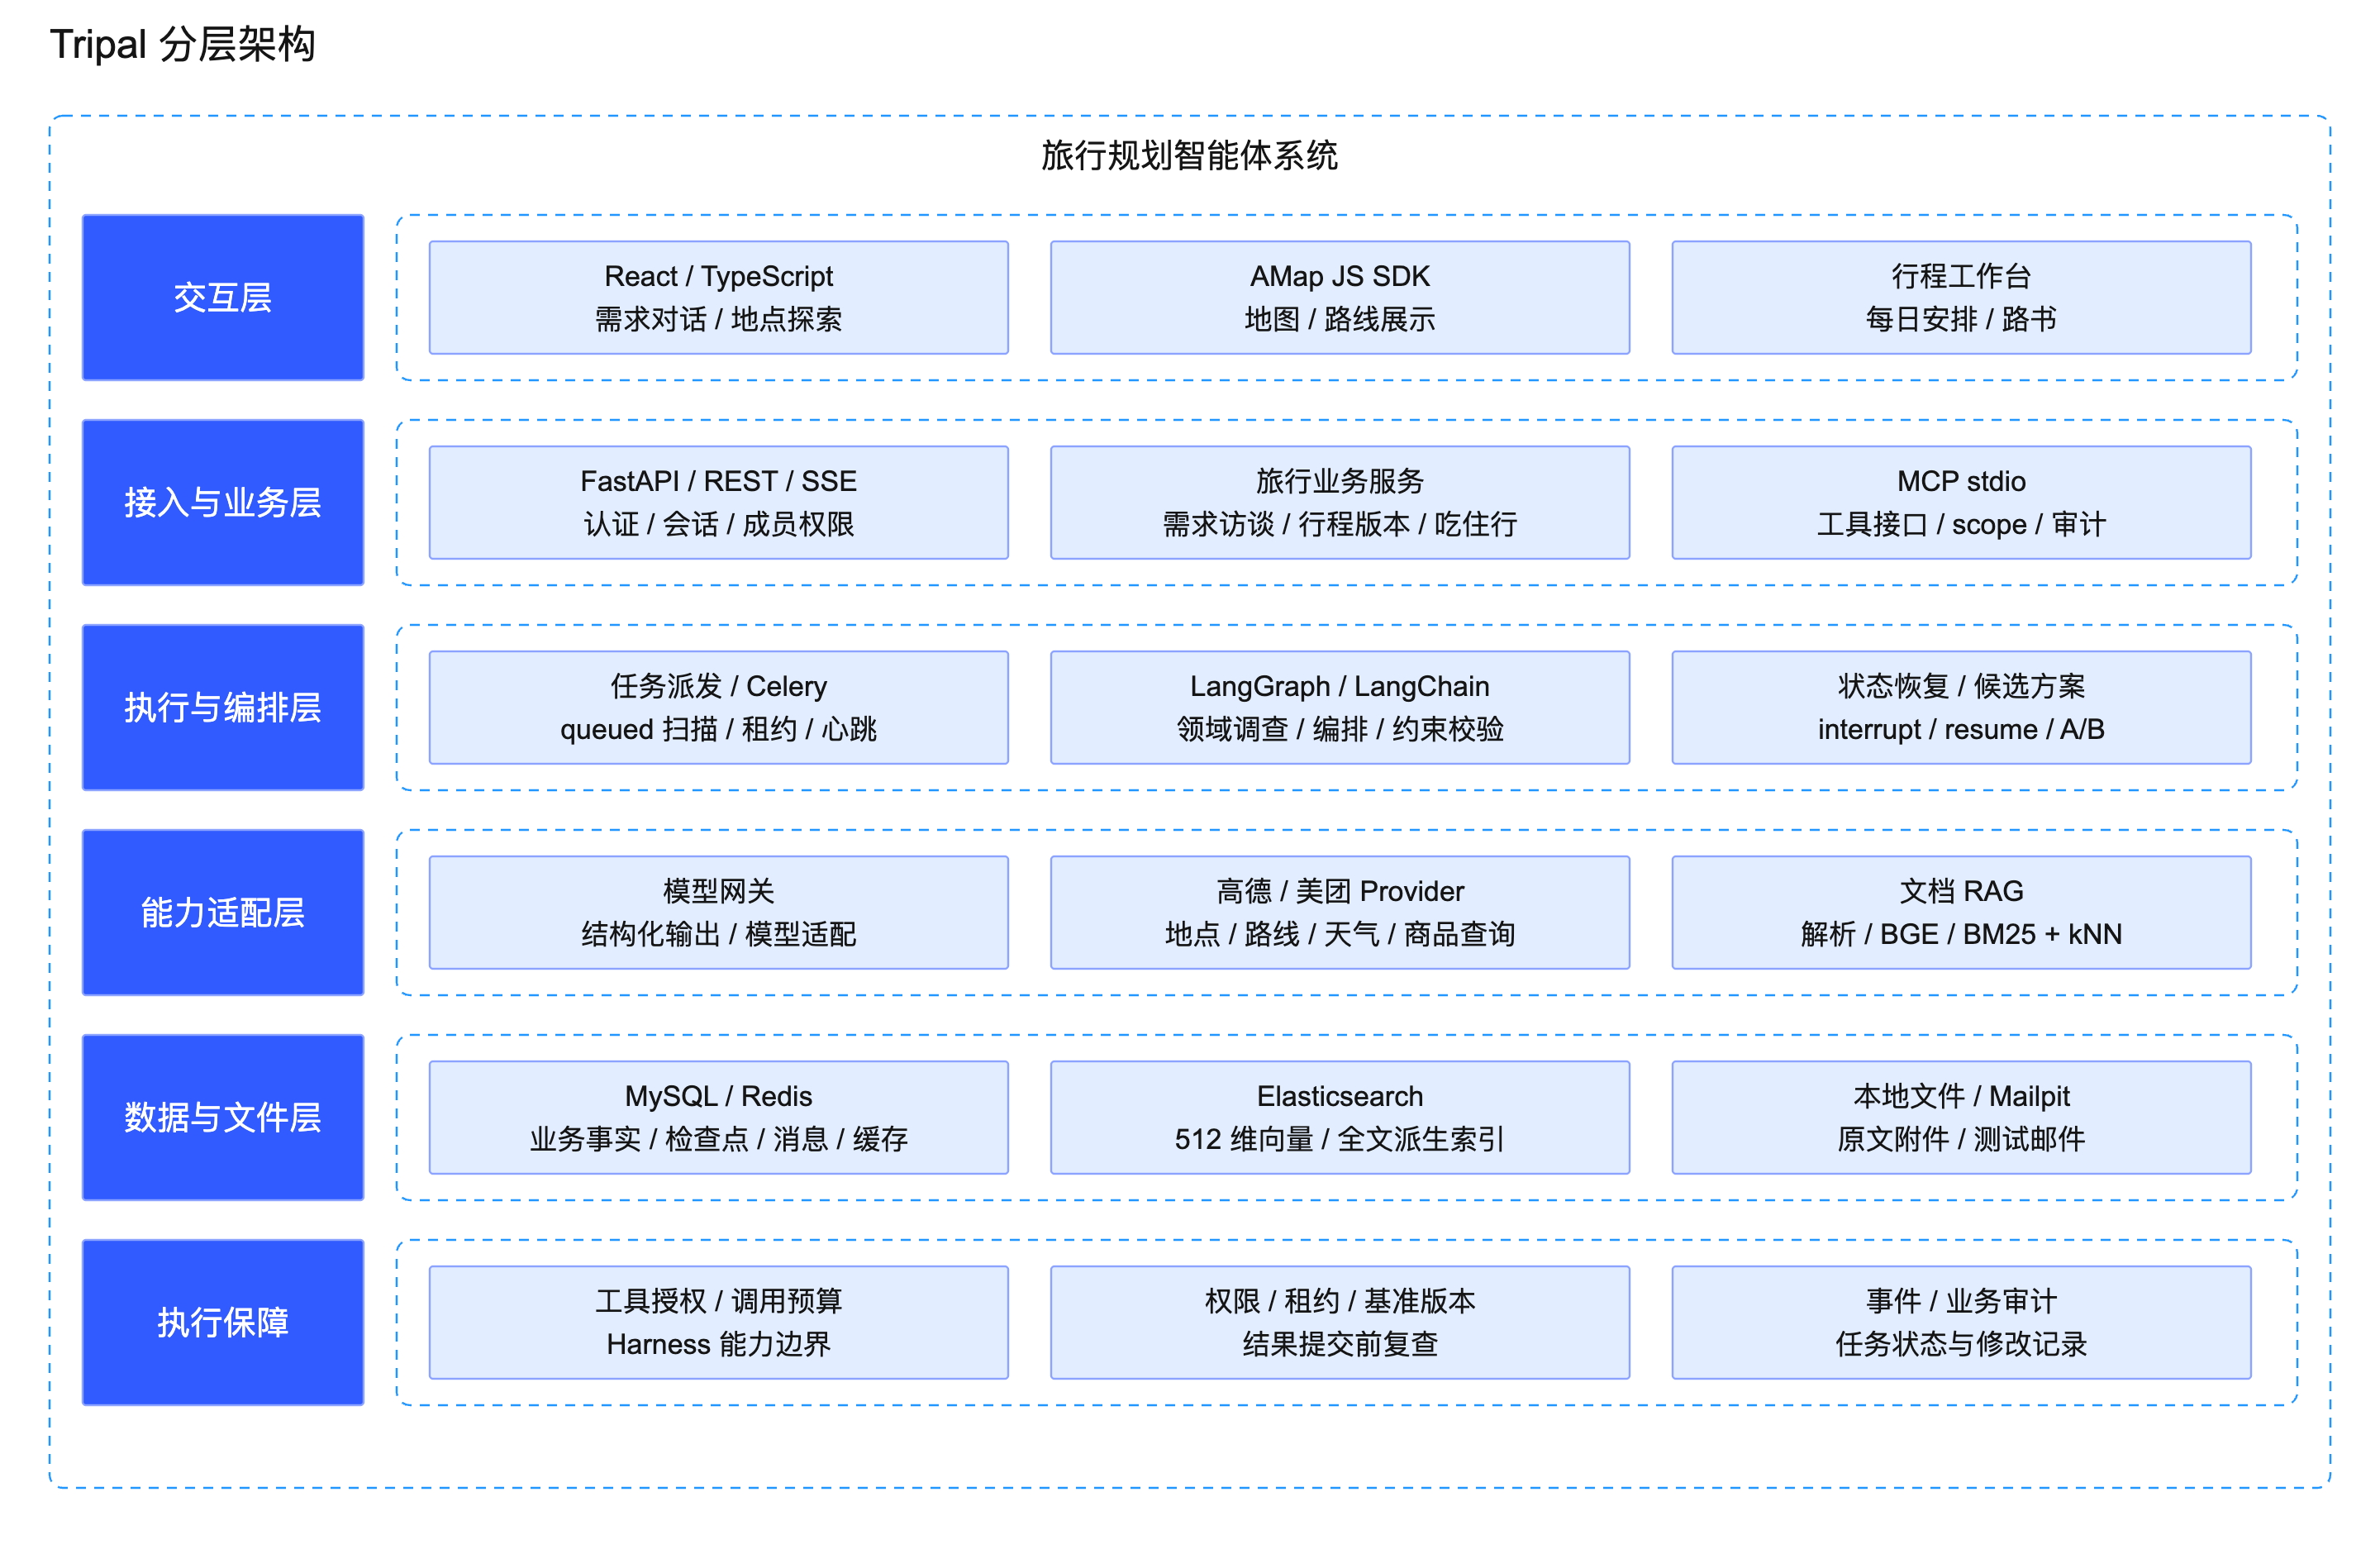 Tripal 分层架构
旅行规划智能体系统
交互层
React / TypeScript
需求对话 / 地点探索
AMap JS SDK
地图 / 路线展示
行程工作台
每日安排 / 路书
接入与业务层
FastAPI / REST / SSE
认证 / 会话 / 成员权限
旅行业务服务
需求访谈 / 行程版本 / 吃住行
MCP stdio
工具接口 / scope / 审计
执行与编排层
任务派发 / Celery
queued 扫描 / 租约 / 心跳
LangGraph / LangChain
领域调查 / 编排 / 约束校验
状态恢复 / 候选方案
interrupt / resume / A/B
能力适配层
模型网关
结构化输出 / 模型适配
高德 / 美团 Provider
地点 / 路线 / 天气 / 商品查询
文档 RAG
解析 / BGE / BM25 + kNN
数据与文件层
MySQL / Redis
业务事实 / 检查点 / 消息 / 缓存
Elasticsearch
512 维向量 / 全文派生索引
本地文件 / Mailpit
原文附件 / 测试邮件
执行保障
工具授权 / 调用预算
Harness 能力边界
权限 / 租约 / 基准版本
结果提交前复查
事件 / 业务审计
任务状态与修改记录